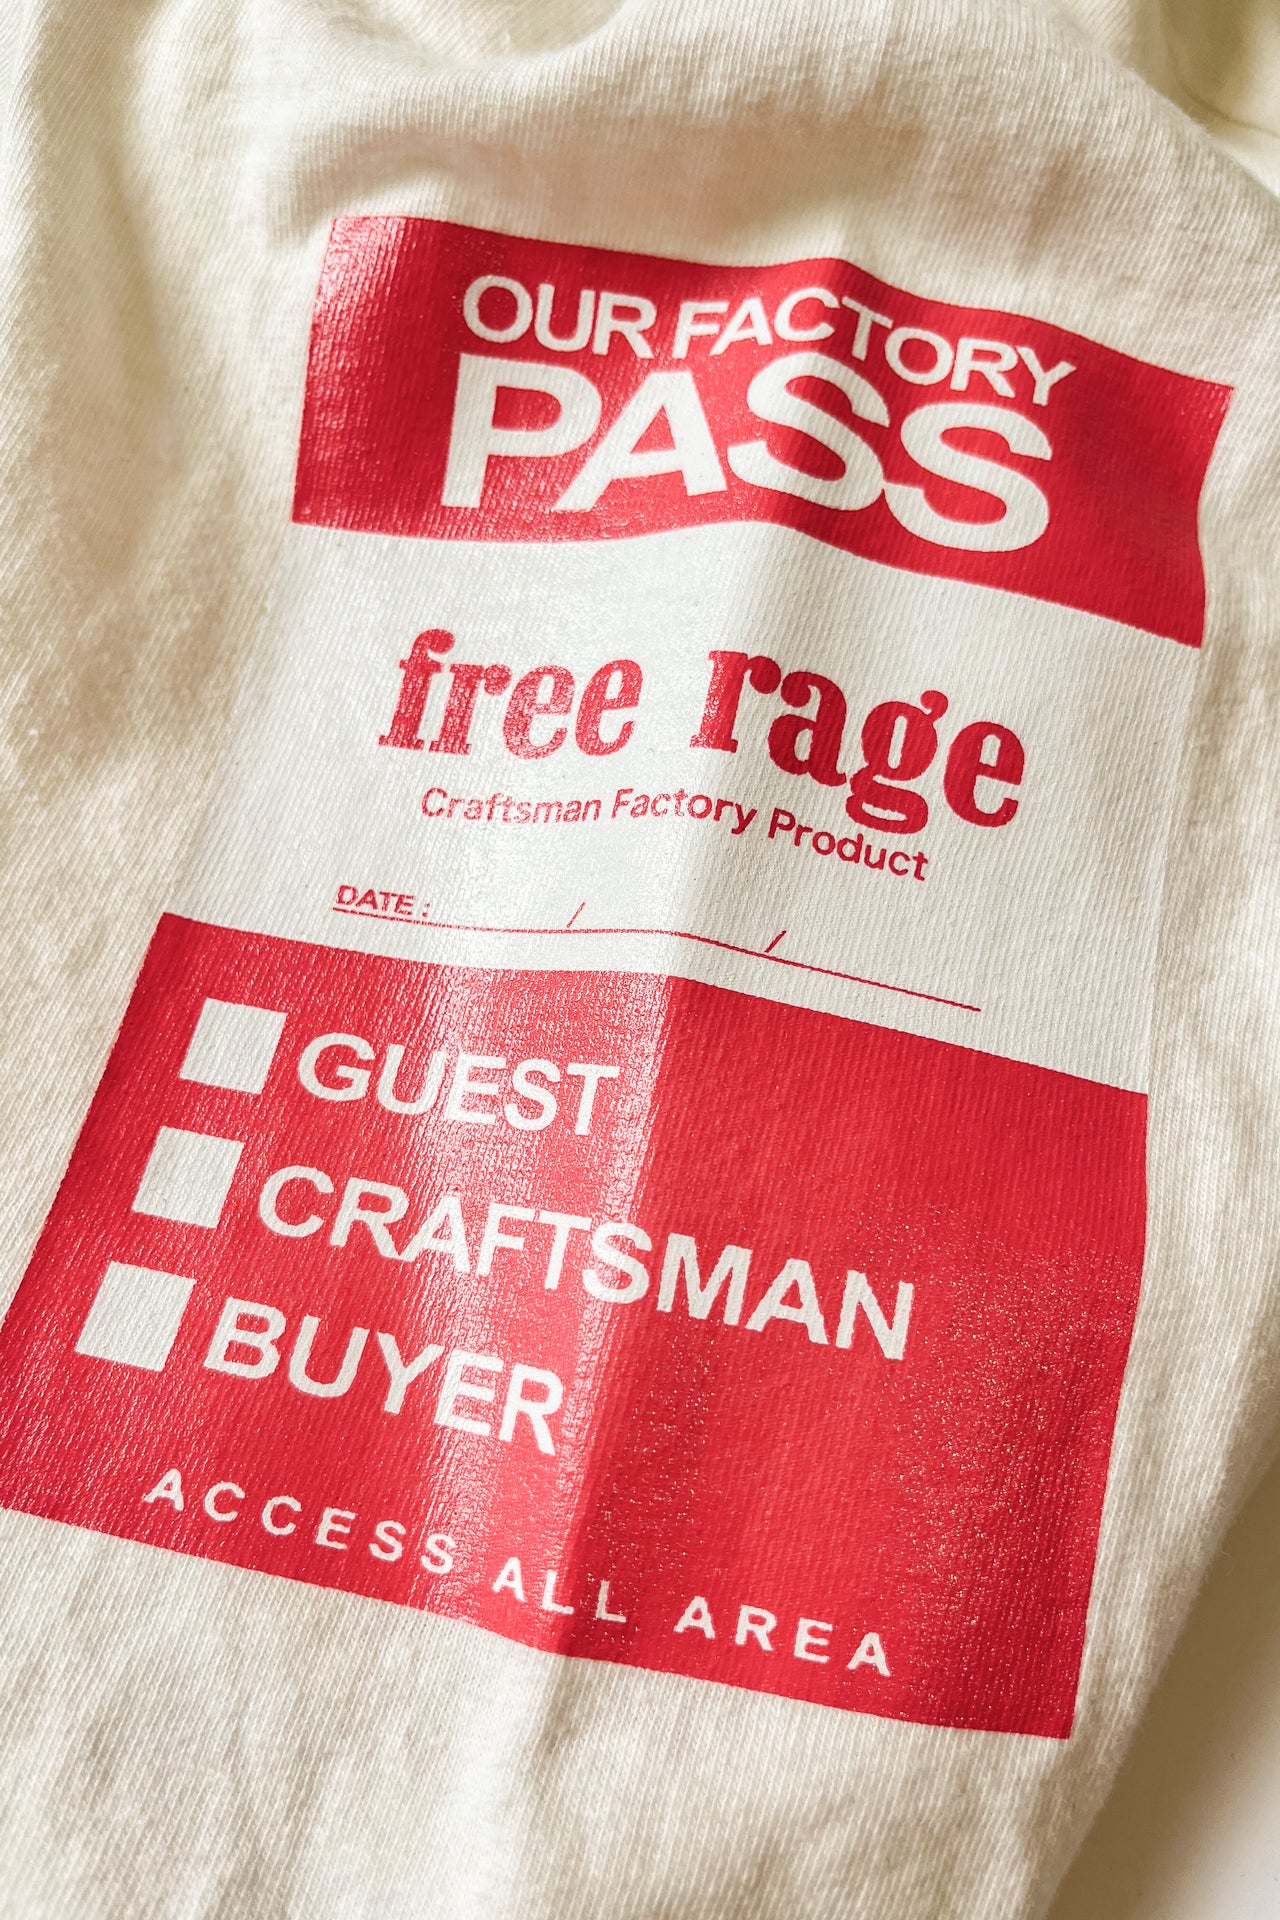 OUR FACTORY
PASS
free rage
Craftsman Factory Product
DATE : / /
GUEST
CRAFTSMAN
BUYER
ACCESS ALL AREA